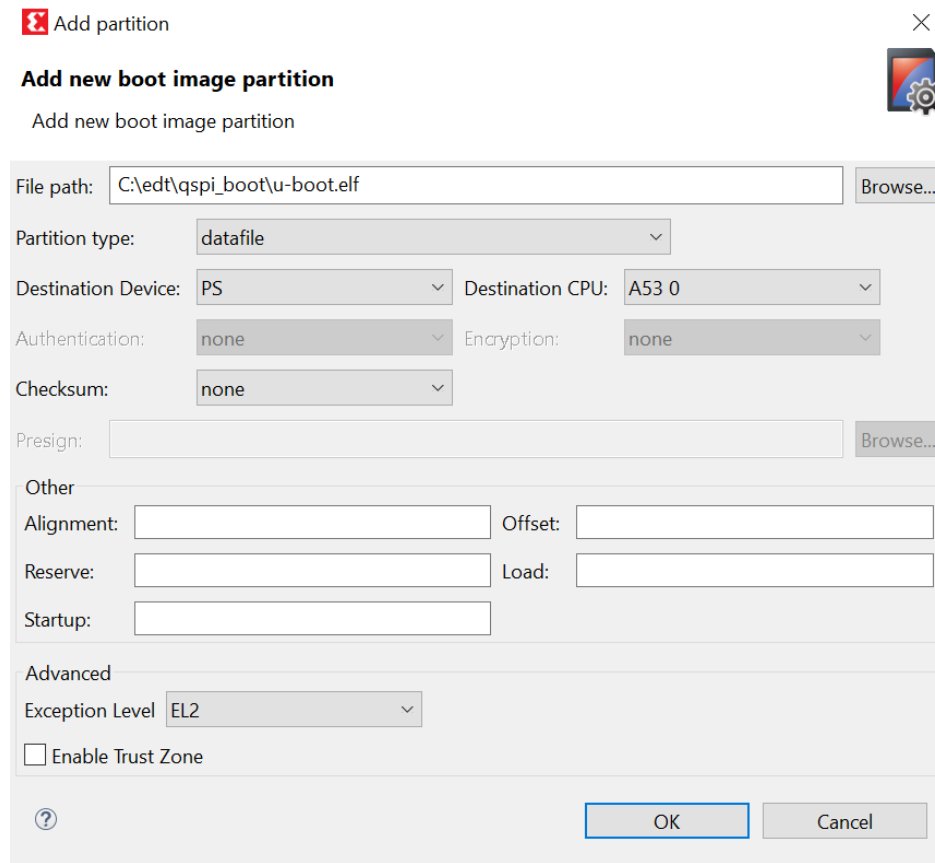 Add partition
Add new boot image partition
Add new boot image partition
File path: C:\edt\qspi_boot\u-boot.elf Browse...
Partition type: datafile
Destination Device: PS Destination CPU: A53 0
Authentication: none Encryption: none
Checksum: none
Presign: Browse...
Other
Alignment: Offset:
Reserve: Load:
Startup:
Advanced
Exception Level EL2
Enable Trust Zone
? OK Cancel